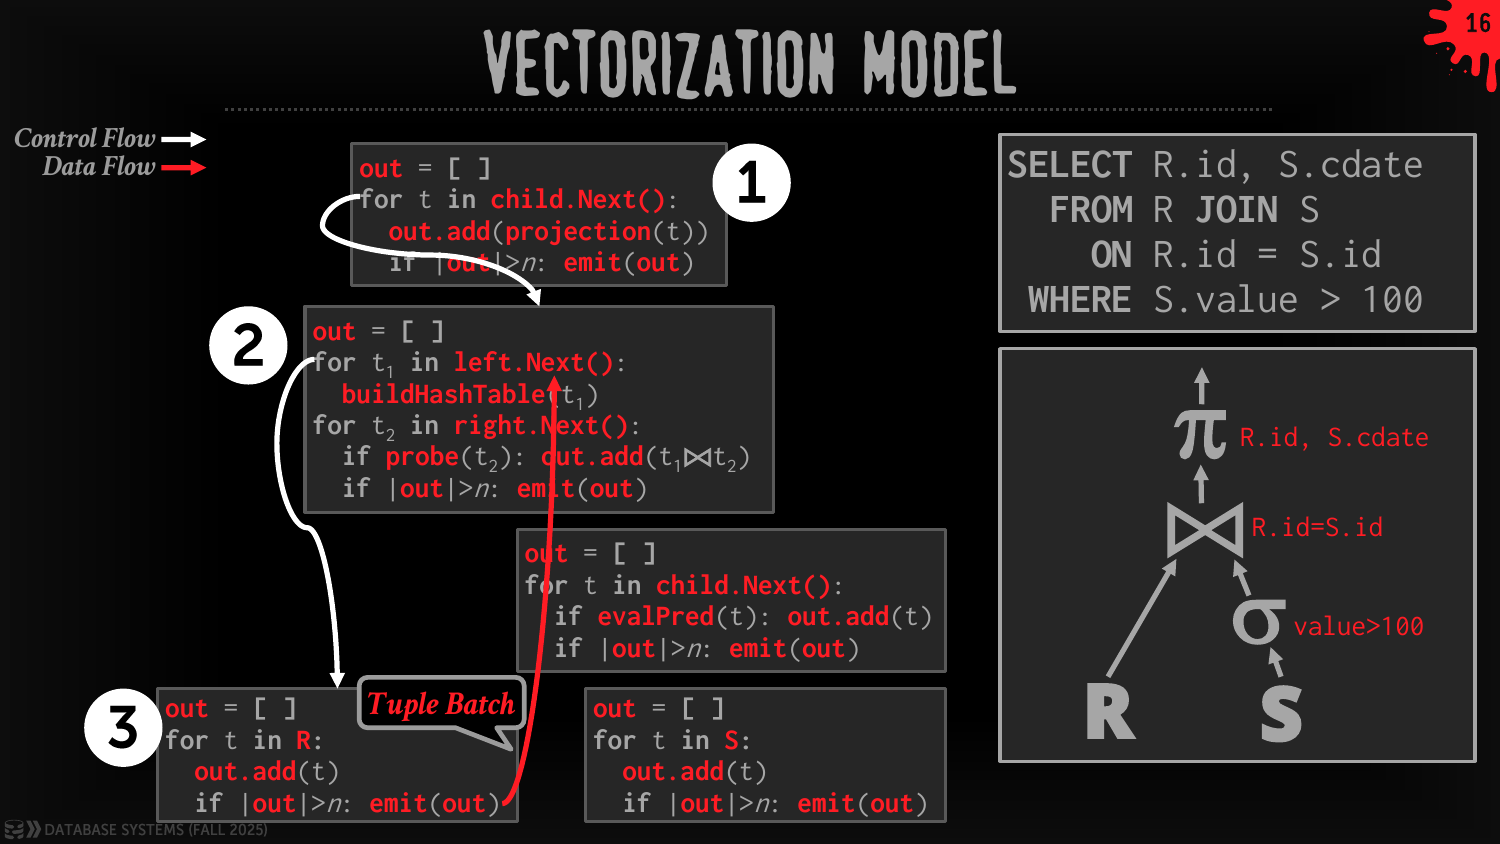 VECTORIZATION MODEL
16
Control Flow
Data Flow
out = [ ]
for t in child.Next():
out.add(projection(t))
if |out|>n: emit(out)
1
2
out = [ ]
for t1 in left.Next():
buildHashTable(t1)
for t2 in right.Next():
if probe(t2): out.add(t1⋈t2)
if |out|>n: emit(out)
out = [ ]
for t in child.Next():
if evalPred(t): out.add(t)
if |out|>n: emit(out)
3
out = [ ]
for t in R:
out.add(t)
if |out|>n: emit(out)
Tuple Batch
out = [ ]
for t in S:
out.add(t)
if |out|>n: emit(out)
SELECT R.id, S.cdate
FROM R JOIN S
ON R.id = S.id
WHERE S.value > 100
π R.id, S.cdate
⋈ R.id=S.id
σ value>100
R S
DATABASE SYSTEMS (FALL 2025)